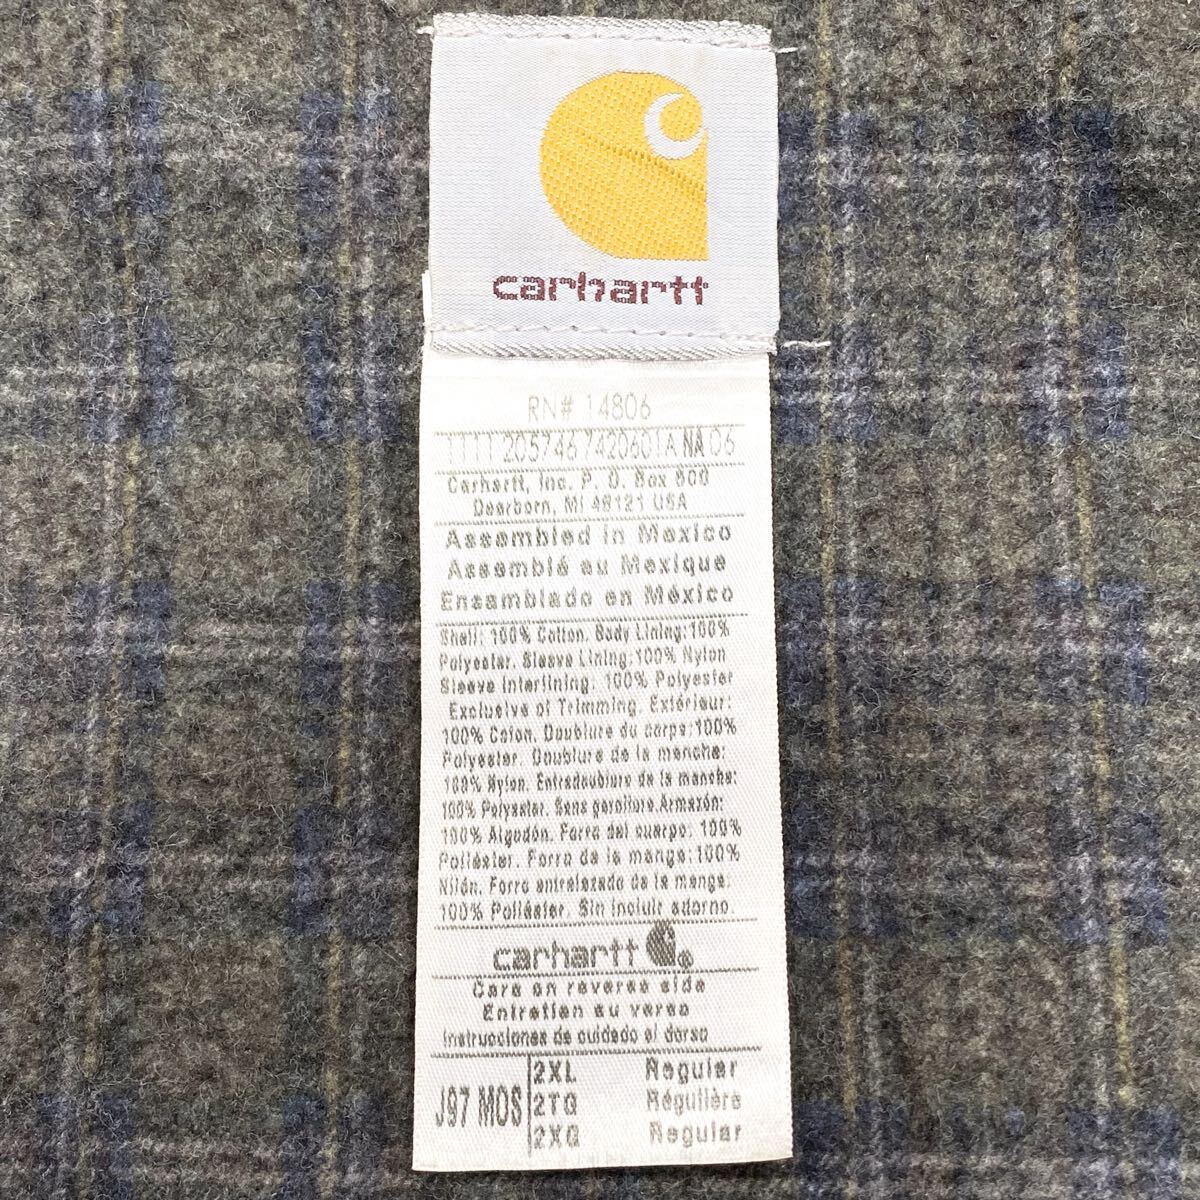 carhartt
RN# 14806
1111 205746 7420601A NA 06
Carhartt, Inc. P. O. Box 600
Dearborn, MI 48121 USA
Assembled in Mexico
Assemblé au Mexique
Ensamblado en México
Shell: 100% Cotton. Body Lining:100%
Polyester. Sleeve Lining:100% Nylon
Sleeve Interlining: 100% Polyester
Exclusive of Trimming. Extérieur:
100% Coton. Doublure du corps:100%
Polyester. Doublure de la manche:
100% Nylon. Entredoublure de la manche:
100% Polyester. Sans garniture.Armazón:
100% Algodón. Forro del cuerpo: 100%
Poliéster. Forro de la manga:100%
Nilón. Forro entrelazado de la manga:
100% Poliéster. Sin incluir adorno.
carhartt
Care on reverse side
Entretien au verso
Instrucciones de cuidado al dorso
J97 MOS
2XL Regular
2TG Régulière
2XG Regular